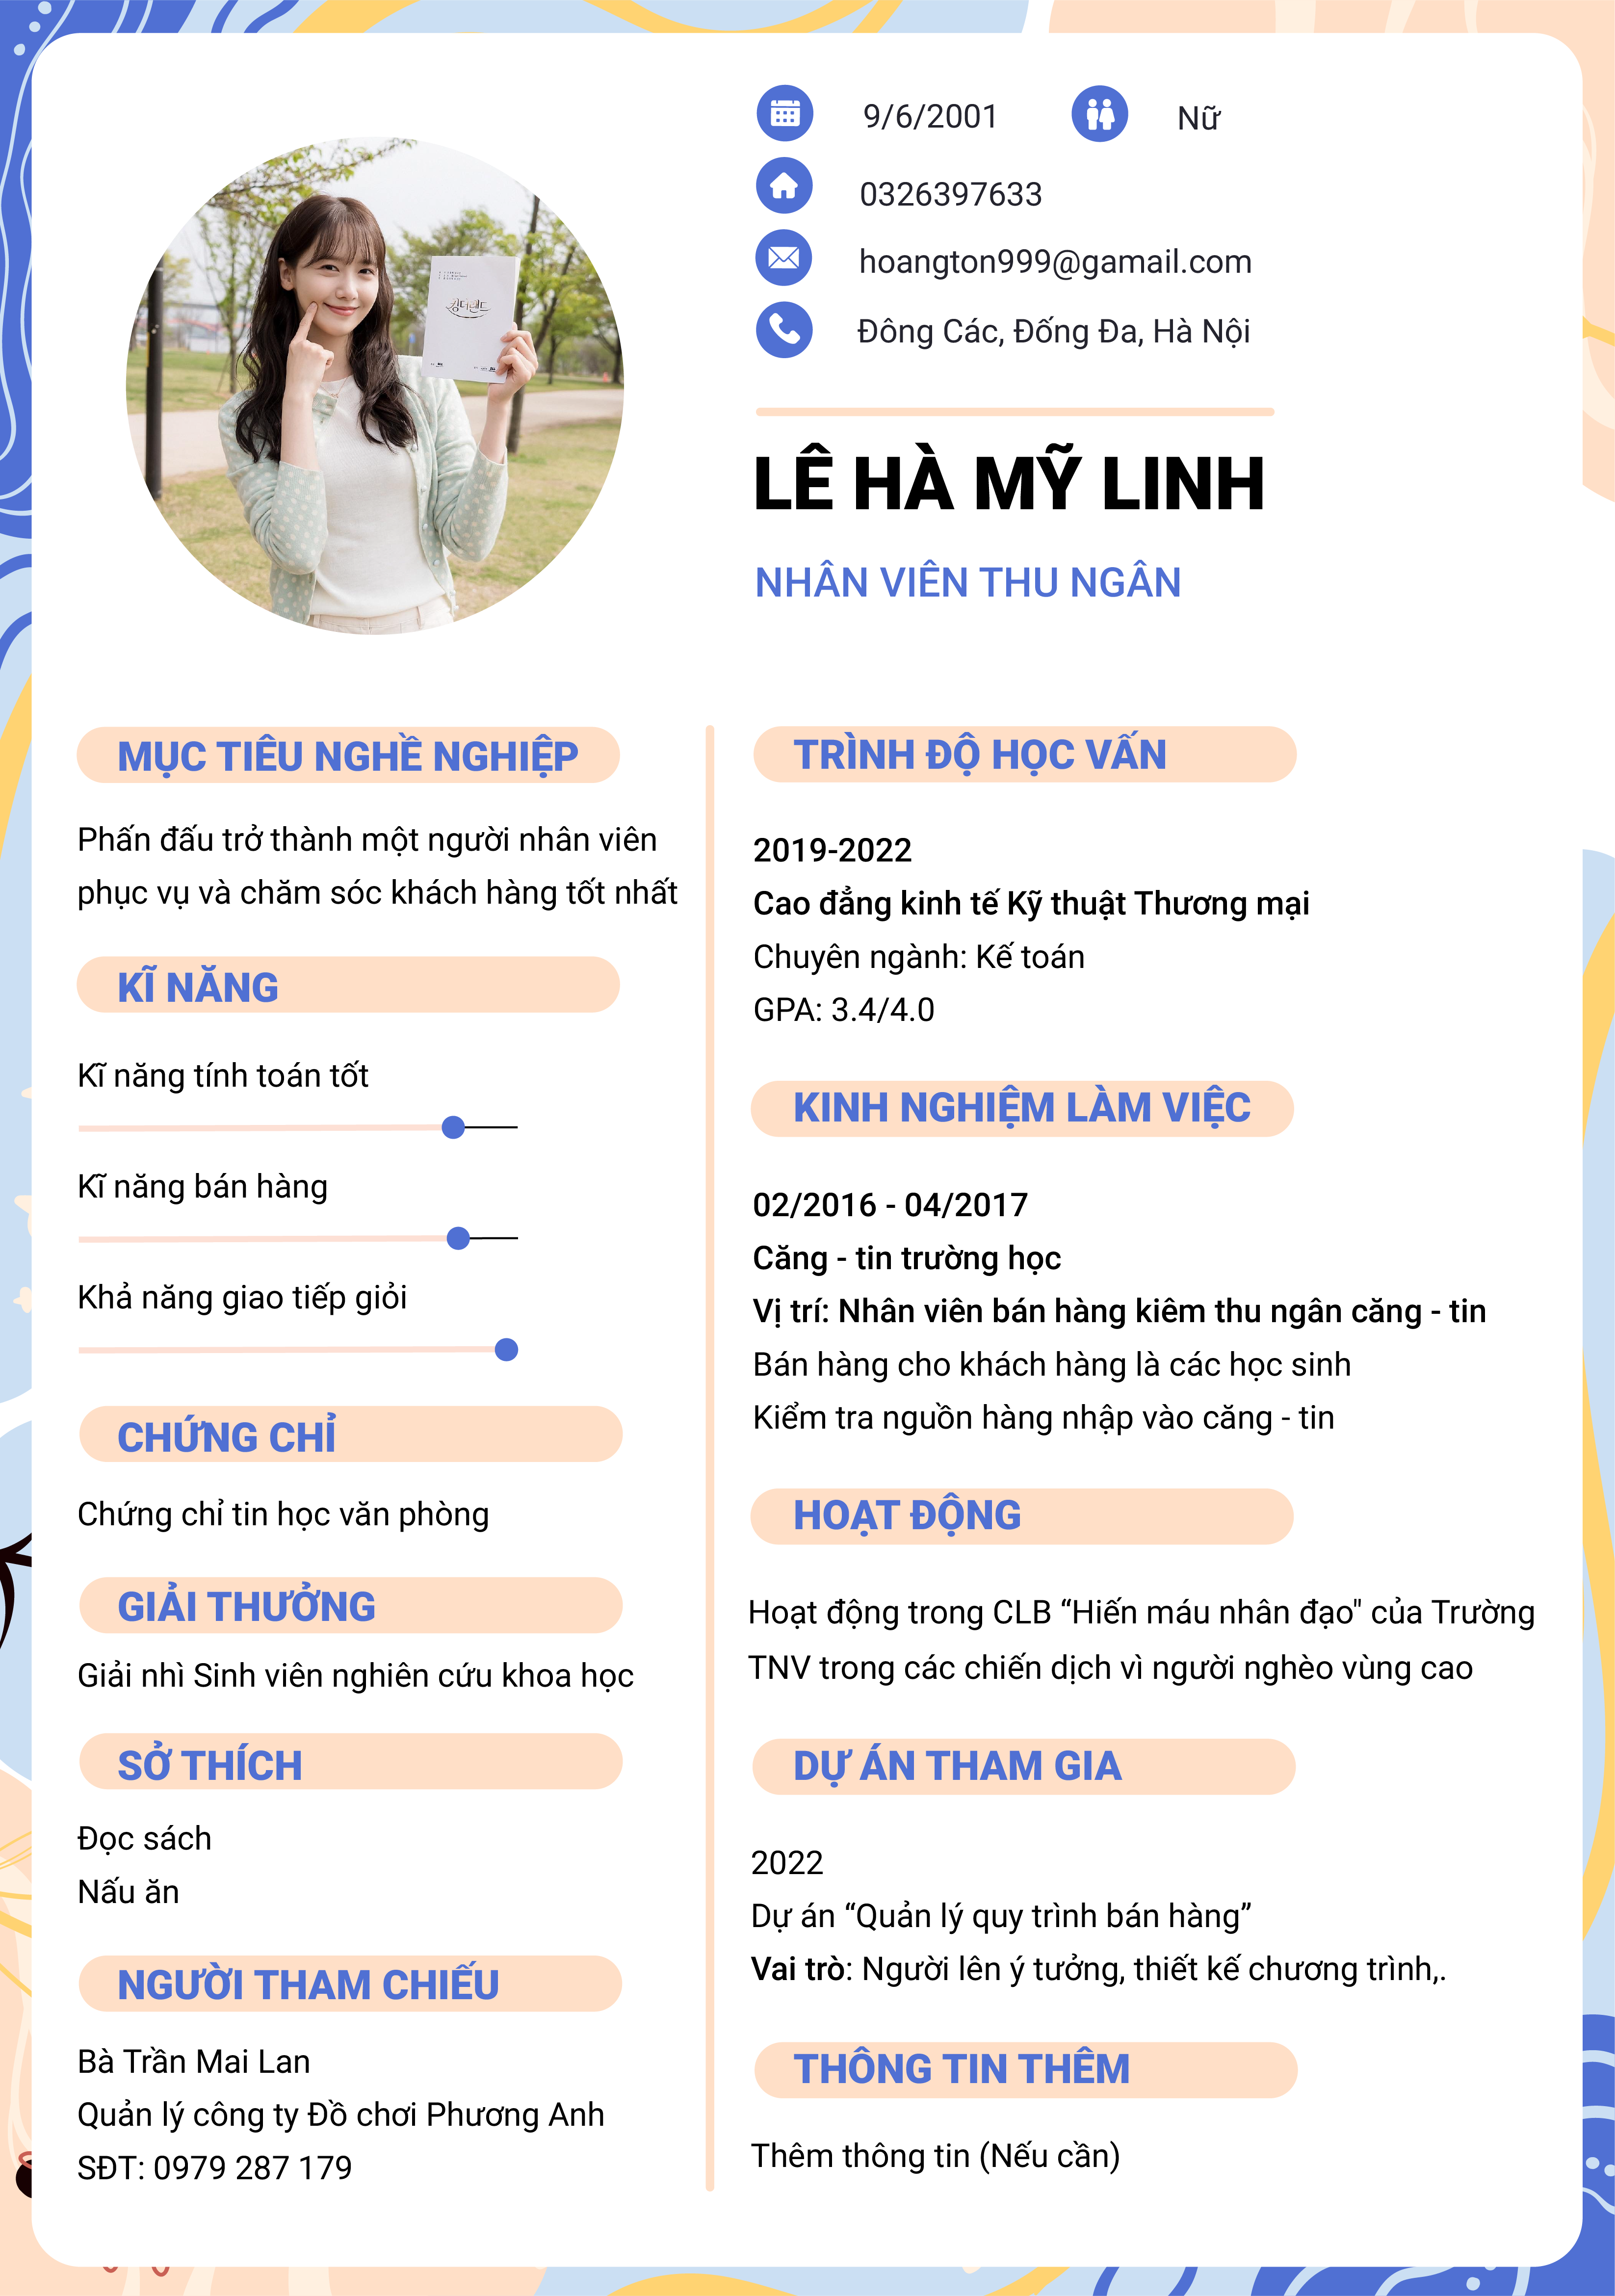 9/6/2001
Nữ
0326397633
hoangton999@gamail.com
Đông Các, Đống Đa, Hà Nội
킹더랜드
LÊ HÀ MỸ LINH
NHÂN VIÊN THU NGÂN
MỤC TIÊU NGHỀ NGHIỆP
Phấn đấu trở thành một người nhân viên
phục vụ và chăm sóc khách hàng tốt nhất
KĨ NĂNG
Kĩ năng tính toán tốt
Kĩ năng bán hàng
Khả năng giao tiếp giỏi
CHỨNG CHỈ
Chứng chỉ tin học văn phòng
GIẢI THƯỞNG
Giải nhì Sinh viên nghiên cứu khoa học
SỞ THÍCH
Đọc sách
Nấu ăn
NGƯỜI THAM CHIẾU
Bà Trần Mai Lan
Quản lý công ty Đồ chơi Phương Anh
SĐT: 0979 287 179
TRÌNH ĐỘ HỌC VẤN
2019-2022
Cao đẳng kinh tế Kỹ thuật Thương mại
Chuyên ngành: Kế toán
GPA: 3.4/4.0
KINH NGHIỆM LÀM VIỆC
02/2016 - 04/2017
Căng - tin trường học
Vị trí: Nhân viên bán hàng kiêm thu ngân căng - tin
Bán hàng cho khách hàng là các học sinh
Kiểm tra nguồn hàng nhập vào căng - tin
HOẠT ĐỘNG
Hoạt động trong CLB “Hiến máu nhân đạo" của Trường
TNV trong các chiến dịch vì người nghèo vùng cao
DỰ ÁN THAM GIA
2022
Dự án “Quản lý quy trình bán hàng”
Vai trò: Người lên ý tưởng, thiết kế chương trình,.
THÔNG TIN THÊM
Thêm thông tin (Nếu cần)